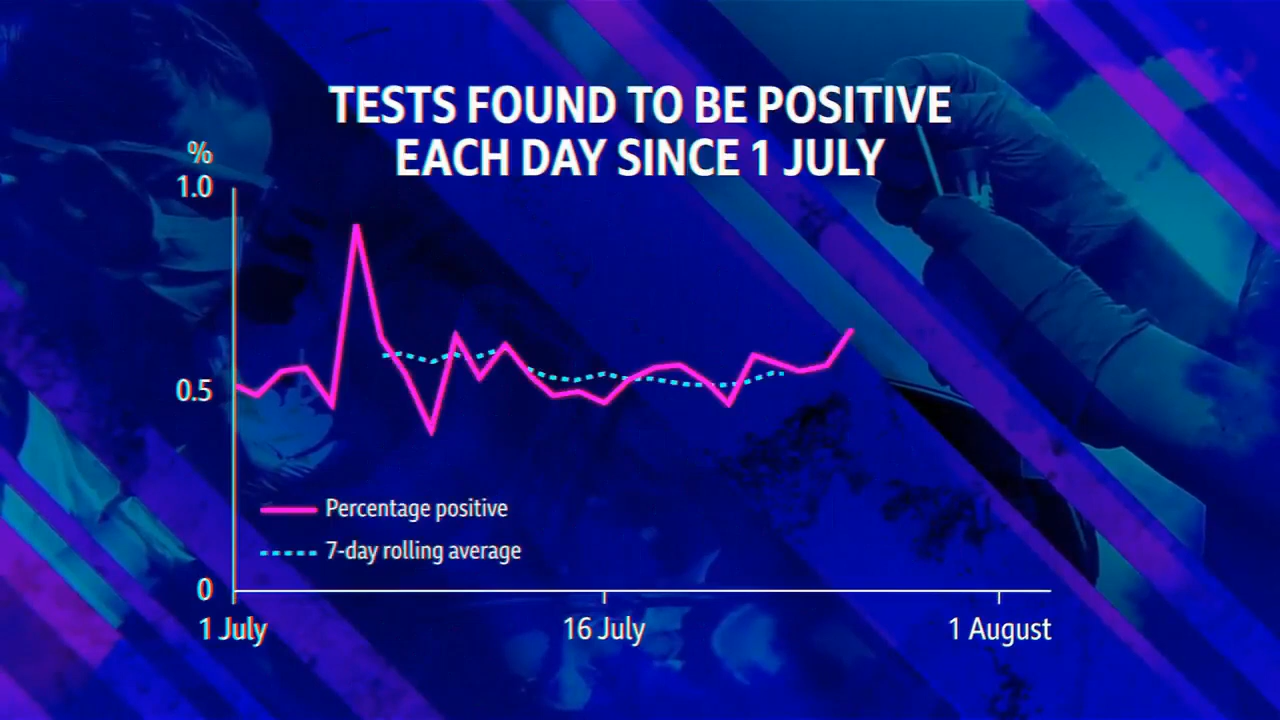 TESTS FOUND TO BE POSITIVE
EACH DAY SINCE 1 JULY
%
1.0
0.5
Percentage positive
7-day rolling average
0
1 July
16 July
1 August